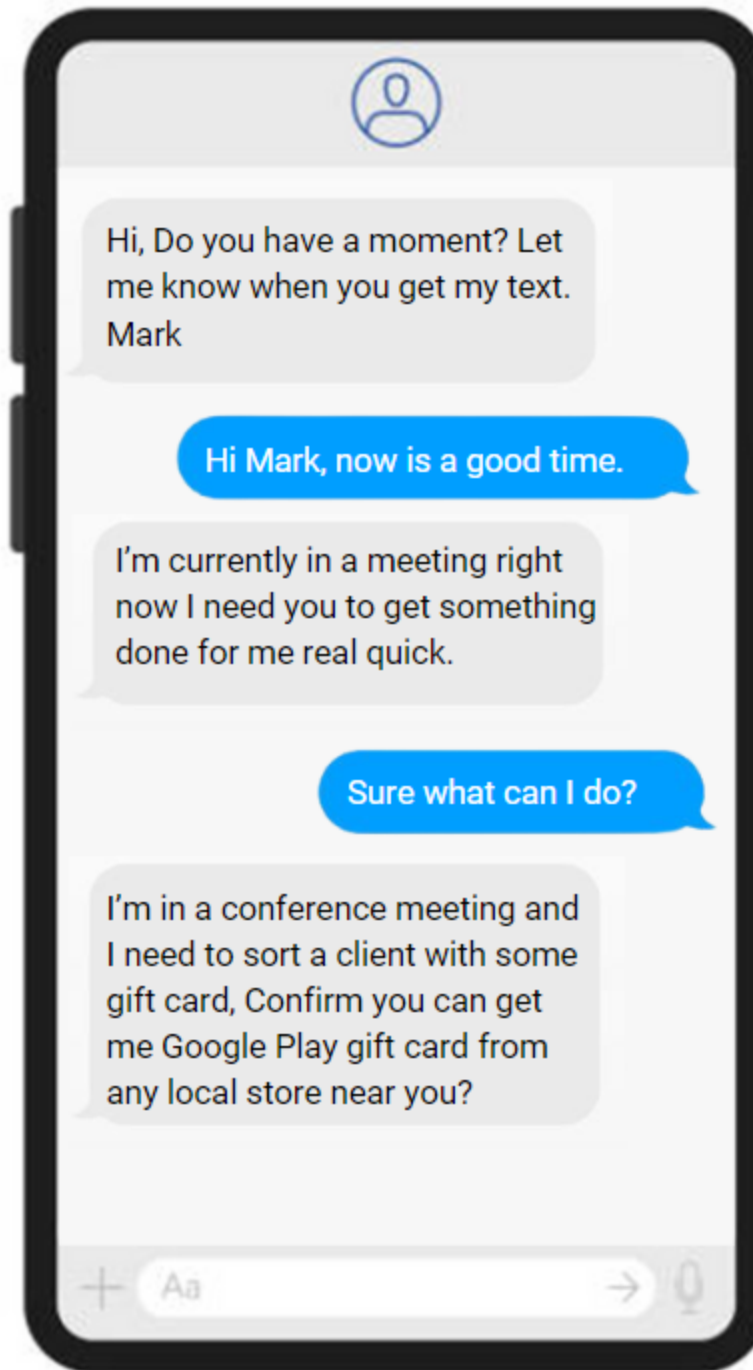 Hi, Do you have a moment? Let
me know when you get my text.
Mark
Hi Mark, now is a good time.
I'm currently in a meeting right
now I need you to get something
done for me real quick.
Sure what can I do?
I'm in a conference meeting and
I need to sort a client with some
gift card, Confirm you can get
me Google Play gift card from
any local store near you?
Aa